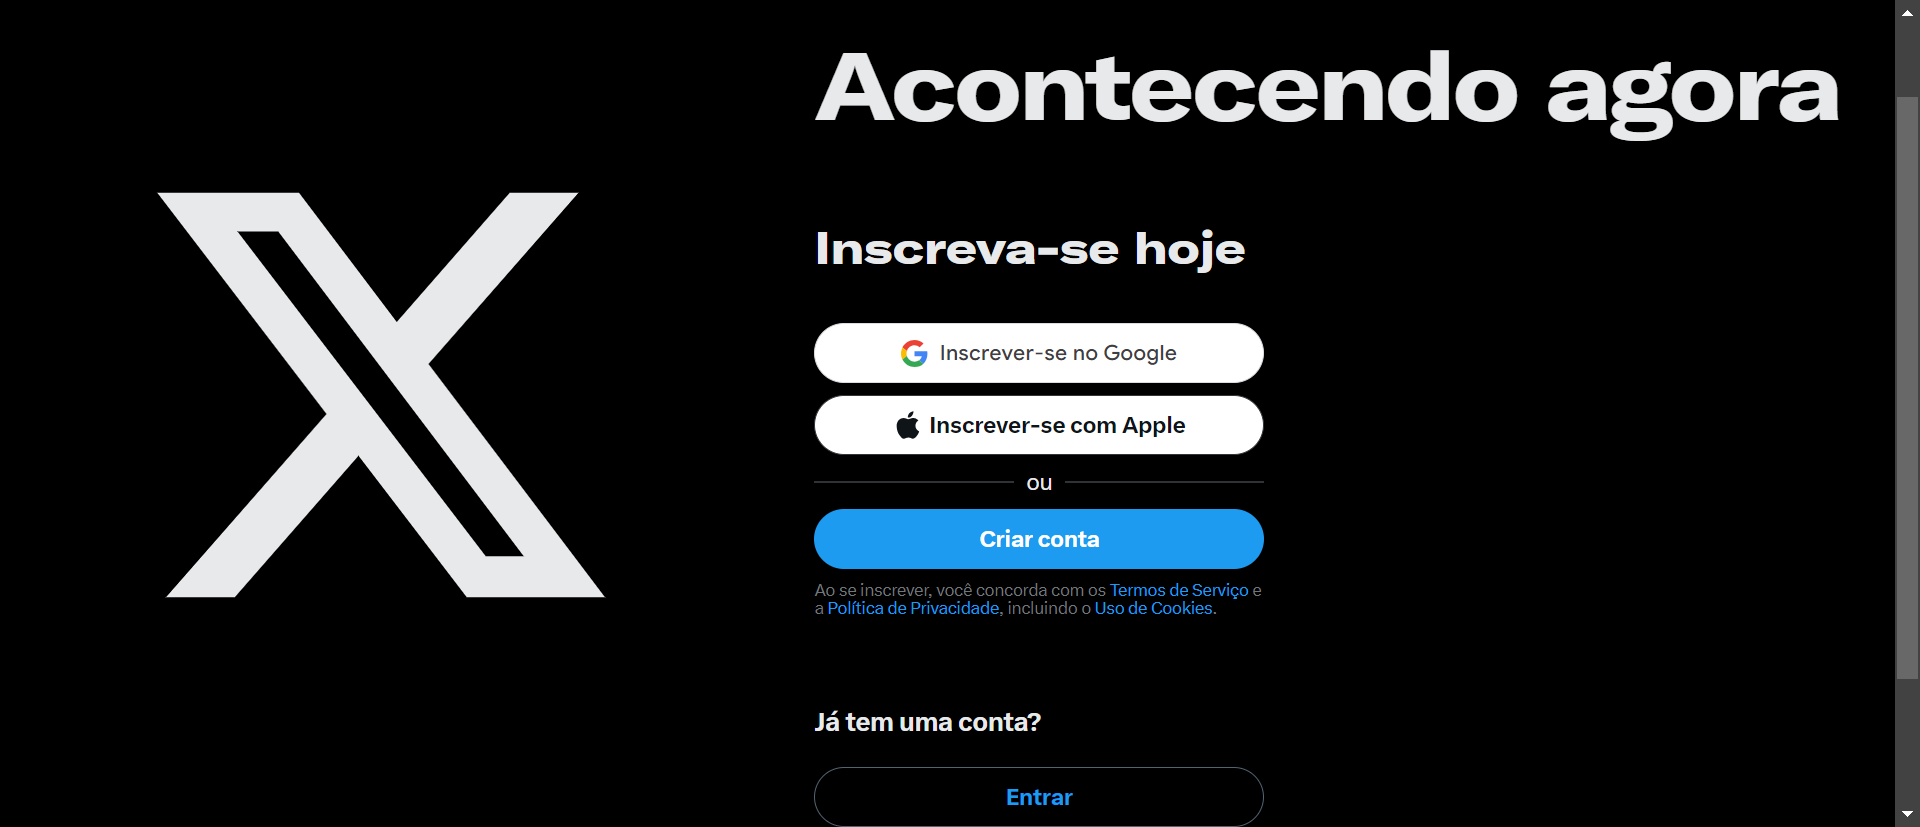 Acontecendo agora
Inscreva-se hoje
Inscrever-se no Google
Inscrever-se com Apple
ou
Criar conta
Ao se inscrever, você concorda com os Termos de Serviço e
a Política de Privacidade, incluindo o Uso de Cookies.
Já tem uma conta?
Entrar